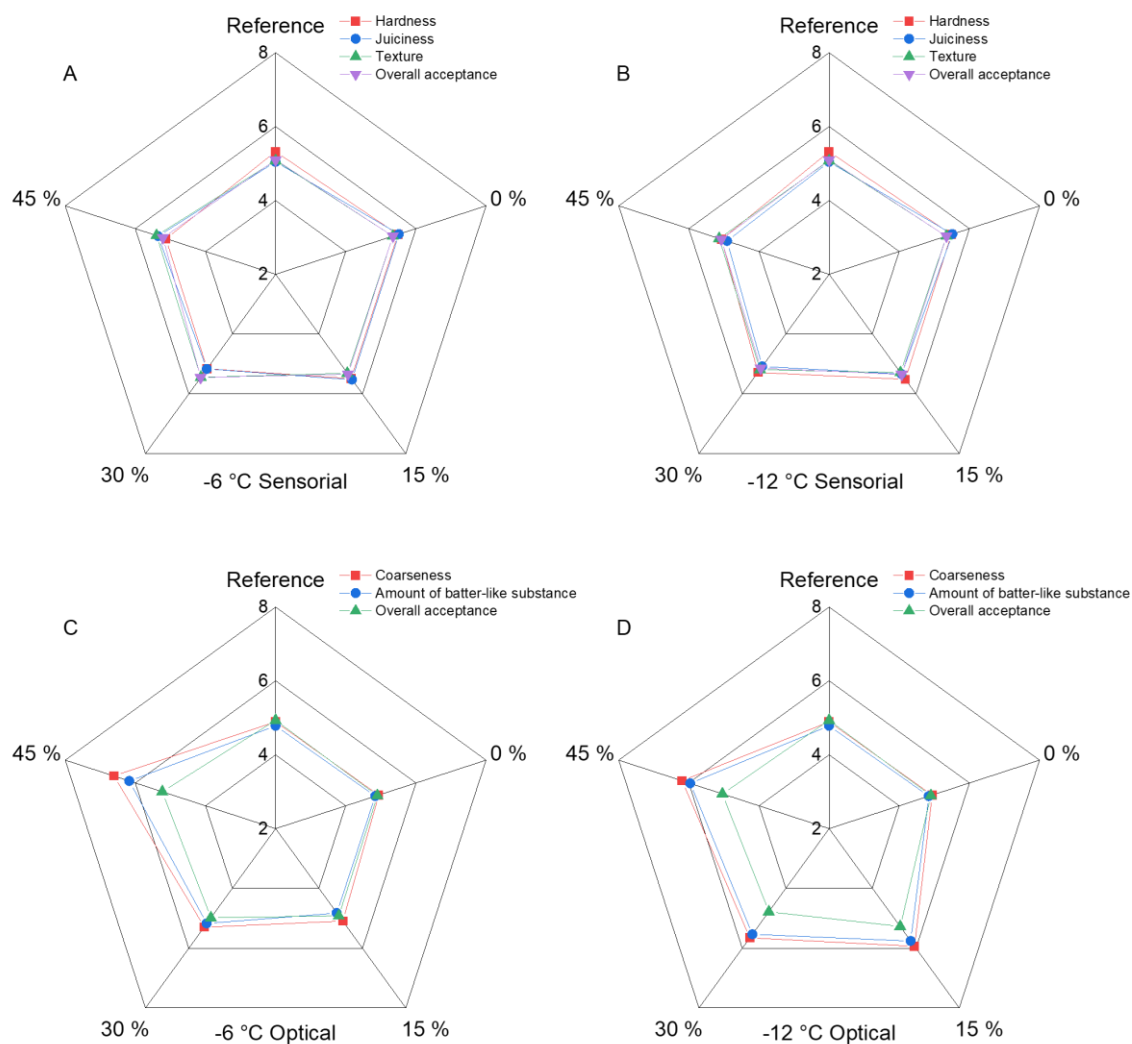 Reference
Hardness
Juiciness
Texture
Overall acceptance
A
8
6
4
2
45 %
0 %
30 %
15 %
-6 °C Sensorial
Reference
Hardness
Juiciness
Texture
Overall acceptance
B
8
6
4
2
45 %
0 %
30 %
15 %
-12 °C Sensorial
Reference
Coarseness
Amount of batter-like substance
Overall acceptance
C
8
6
4
2
45 %
0 %
30 %
15 %
-6 °C Optical
Reference
Coarseness
Amount of batter-like substance
Overall acceptance
D
8
6
4
2
45 %
0 %
30 %
15 %
-12 °C Optical